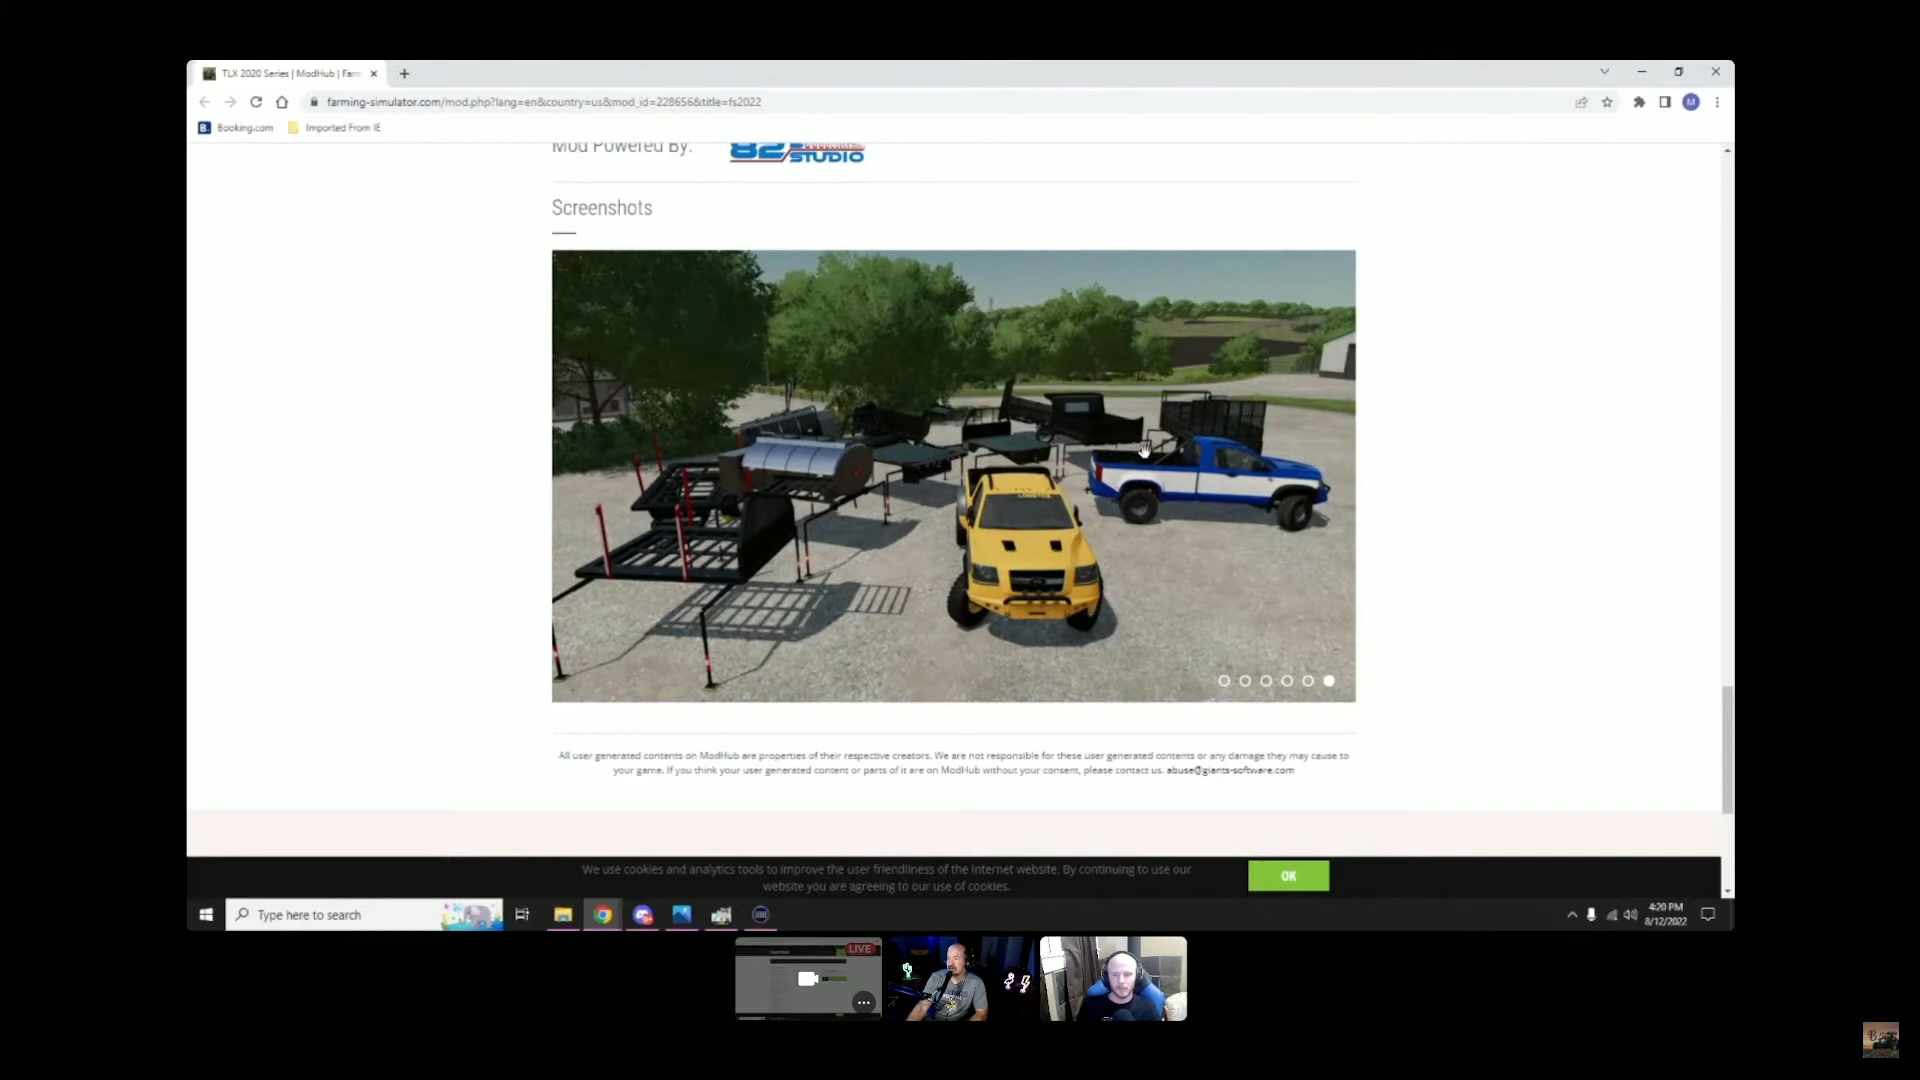 TLX 2020 Series | ModHub | Farm
farming-simulator.com/mod.php?lang=en&country=us&mod_id=228656&title=fs2022
M
B. Booking.com
Imported From IE
Mod Powered By:
82 STUDIO
Screenshots
All user generated contents on ModHub are properties of their respective creators. We are not responsible for these user generated contents or any damage they may cause to
your game. If you think your user generated content or parts of it are on ModHub without your consent, please contact us. abuse@giants-software.com
We use cookies and analytics tools to improve the user friendliness of the Internet website. By continuing to use our
website you are agreeing to our use of cookies.
OK
Type here to search
4:20 PM
8/12/2022
LIVE